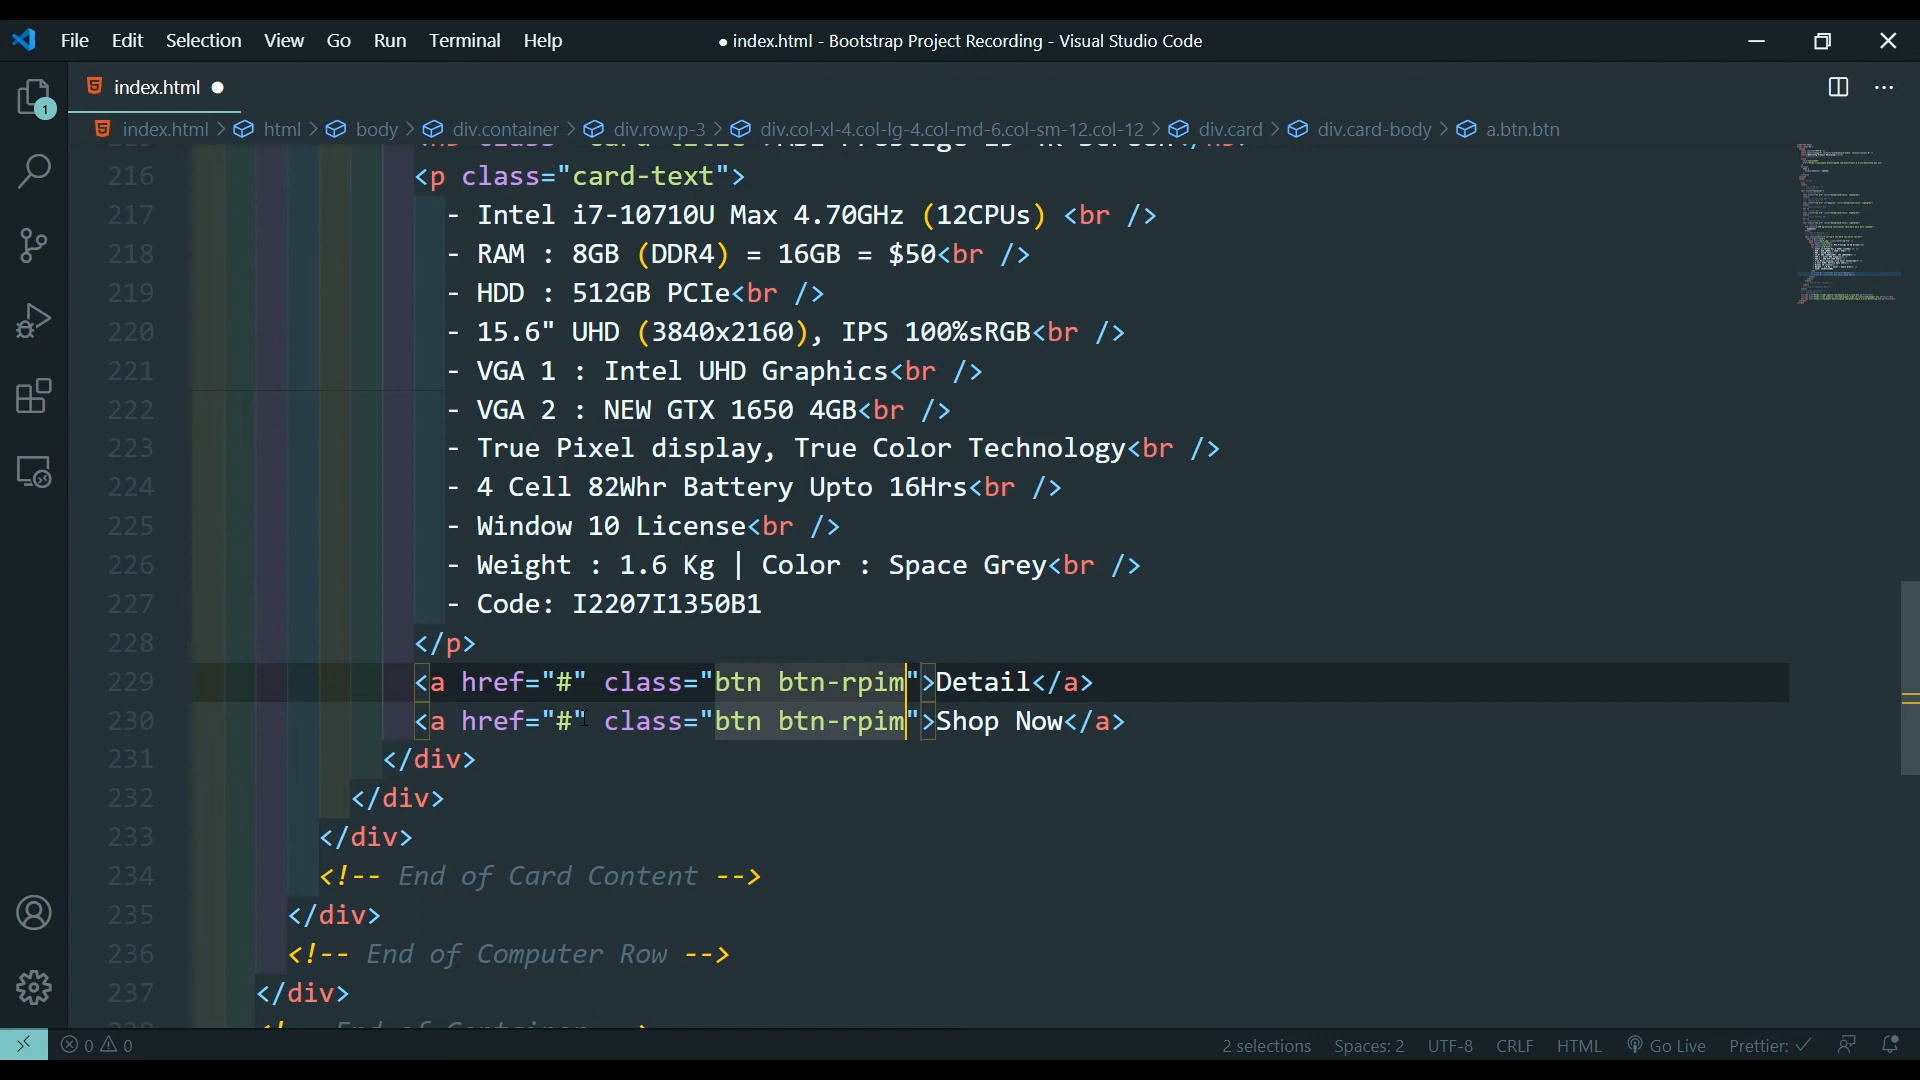 File Edit Selection View Go Run Terminal Help
● index.html - Bootstrap Project Recording - Visual Studio Code
index.html ●
index.html > html > body > div.container > div.row.p-3 > div.col-xl-4.col-lg-4.col-md-6.col-sm-12.col-12 > div.card > div.card-body > a.btn.btn
1
216 <p class="card-text">
217 - Intel i7-10710U Max 4.70GHz (12CPUs) <br />
218 - RAM : 8GB (DDR4) = 16GB = $50<br />
219 - HDD : 512GB PCIe<br />
220 - 15.6" UHD (3840x2160), IPS 100%sRGB<br />
221 - VGA 1 : Intel UHD Graphics<br />
222 - VGA 2 : NEW GTX 1650 4GB<br />
223 - True Pixel display, True Color Technology<br />
224 - 4 Cell 82Whr Battery Upto 16Hrs<br />
225 - Window 10 License<br />
226 - Weight : 1.6 Kg | Color : Space Grey<br />
227 - Code: I2207I1350B1
228 </p>
229 <a href="#" class="btn btn-rpim">Detail</a>
230 <a href="#" class="btn btn-rpim">Shop Now</a>
231 </div>
232 </div>
233 </div>
234 <!-- End of Card Content -->
235 </div>
236 <!-- End of Computer Row -->
237 </div>
0 0 2 selections Spaces: 2 UTF-8 CRLF HTML Go Live Prettier: ✓